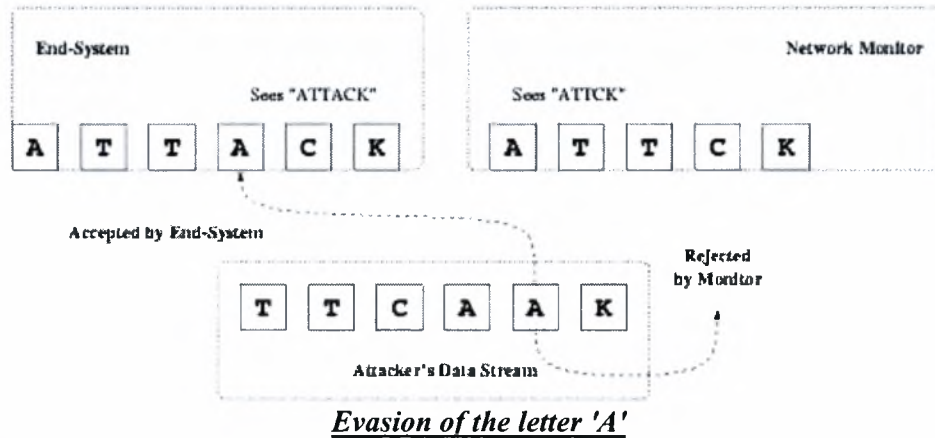 End-System
Network Monitor
Sees "ATTACK"
Sees "ATTCK"
A T T A C K
A T T C K
Accepted by End-System
Rejected
by Monitor
T T C A A K
Attacker's Data Stream
Evasion of the letter 'A'